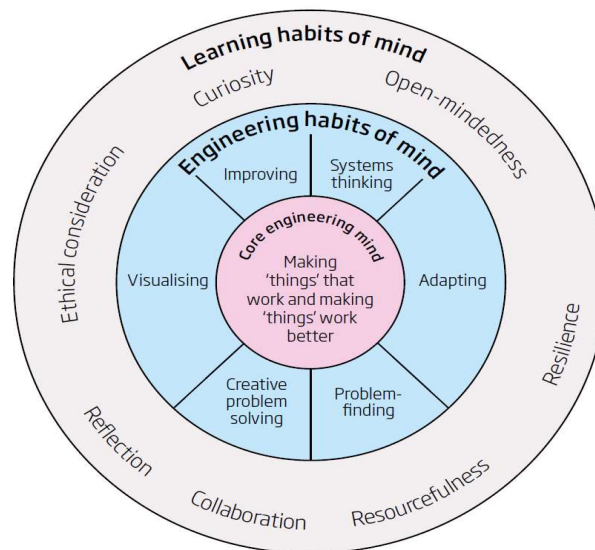 Learning habits of mind
Curiosity
Open-mindedness
Ethical consideration
Resilience
Reflection
Collaboration
Resourcefulness
Engineering habits of mind
Improving
Systems
thinking
Visualising
Adapting
Creative
problem
solving
Problem-
finding
Core engineering mind
Making
‘things’ that
work and making
‘things’ work
better